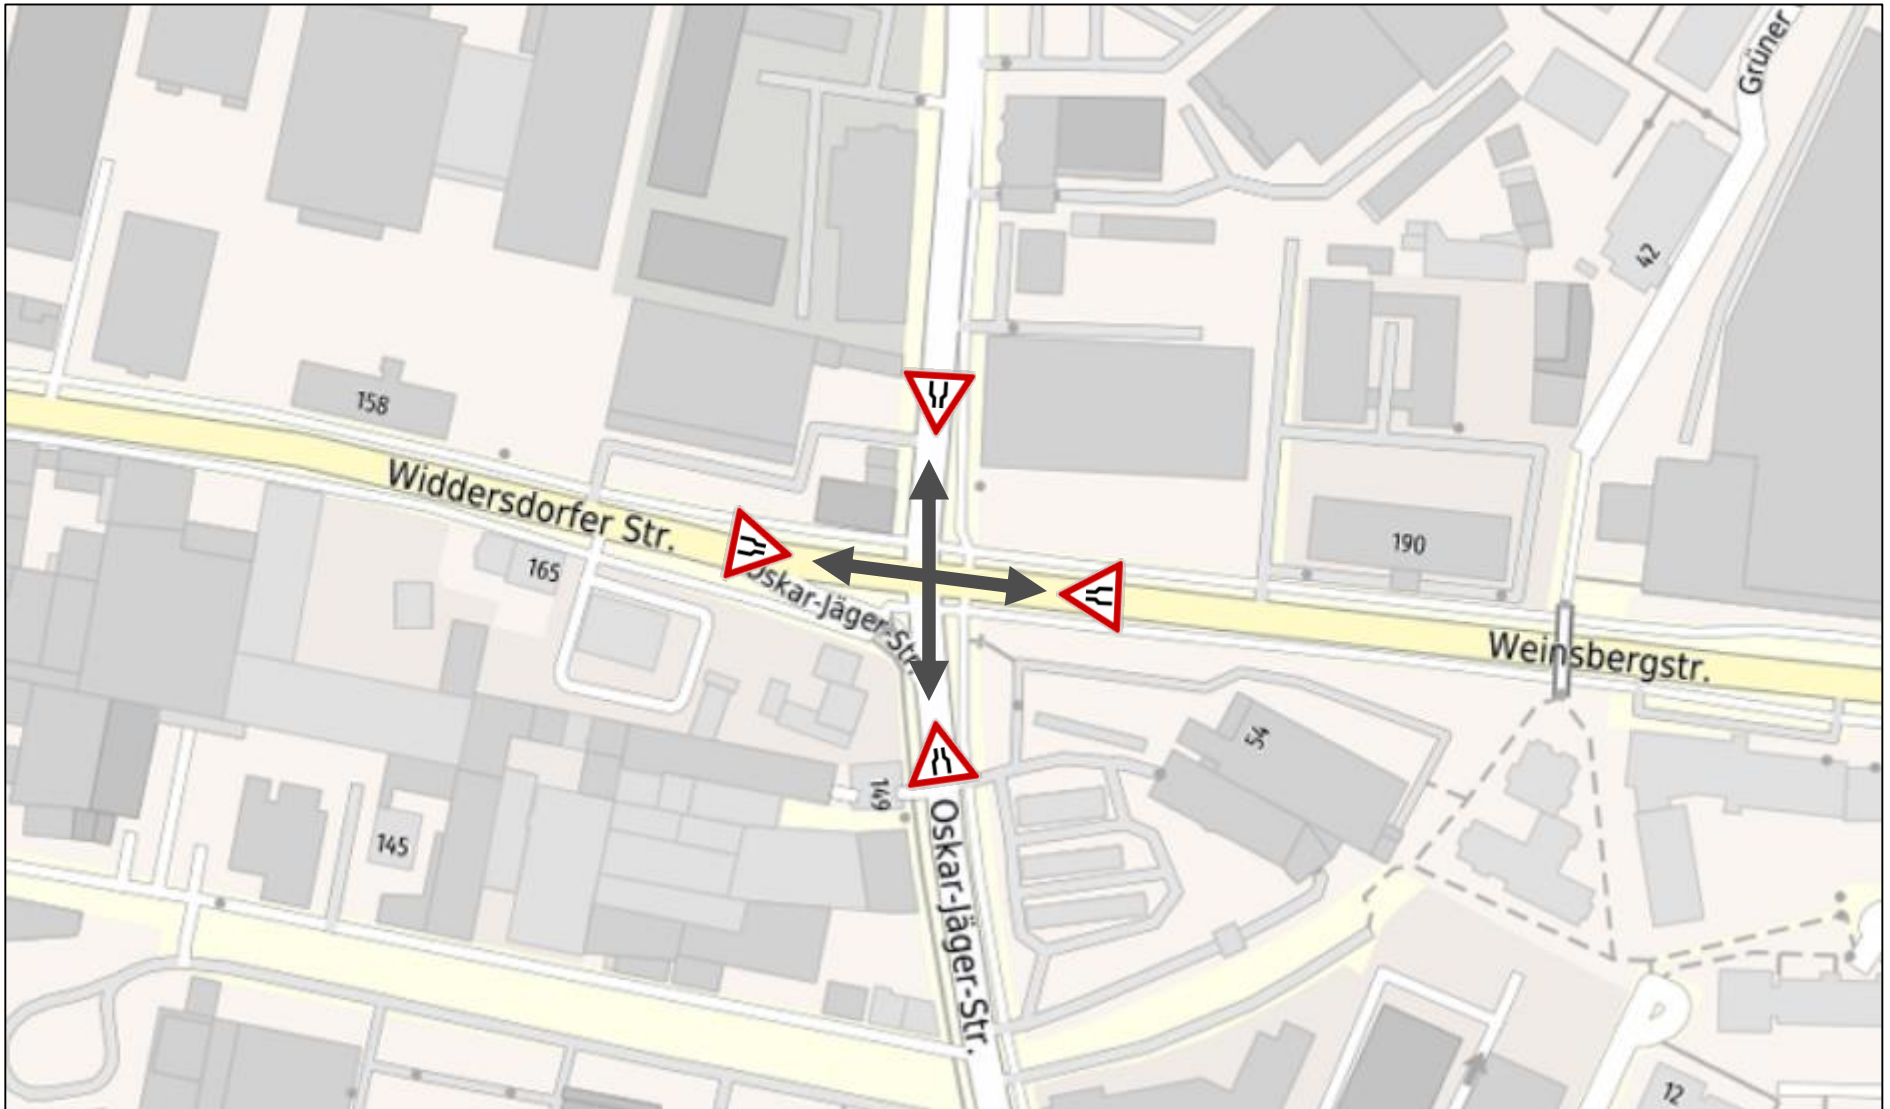 Grüner
42
158
Widdersdorfer Str.
190
165
Oskar-Jäger-Str.
Weinsbergstr.
54
149
Oskar-Jäger-Str.
145
P
12